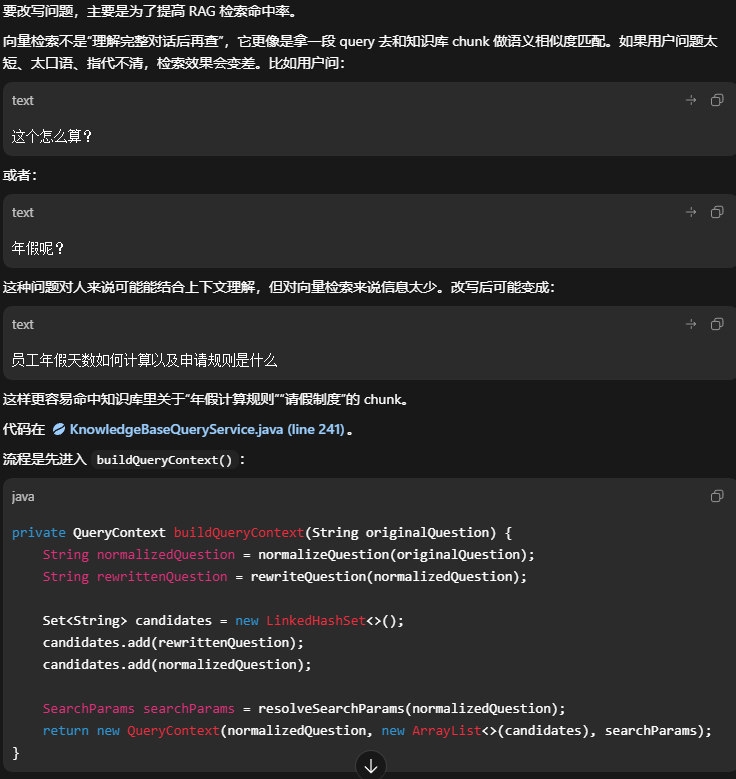 要改写问题，主要是为了提高 RAG 检索命中率。
向量检索不是“理解完整对话后再查”，它更像是拿一段 query 去和知识库 chunk 做语义相似度匹配。如果用户问题太
短、太口语、指代不清，检索效果会变差。比如用户问：
text
这个怎么算？
或者：
text
年假呢？
这种问题对人来说可能能结合上下文理解，但对向量检索来说信息太少。改写后可能变成：
text
员工年假天数如何计算以及申请规则是什么
这样更容易命中知识库里关于“年假计算规则”“请假制度”的 chunk。
代码在 KnowledgeBaseQueryService.java (line 241)。
流程是先进入 buildQueryContext()：
java
private QueryContext buildQueryContext(String originalQuestion) {
    String normalizedQuestion = normalizeQuestion(originalQuestion);
    String rewrittenQuestion = rewriteQuestion(normalizedQuestion);
    Set<String> candidates = new LinkedHashSet<>();
    candidates.add(rewrittenQuestion);
    candidates.add(normalizedQuestion);
    SearchParams searchParams = resolveSearchParams(normalizedQuestion);
    return new QueryContext(normalizedQuestion, new ArrayList<>(candidates), searchParams);
}